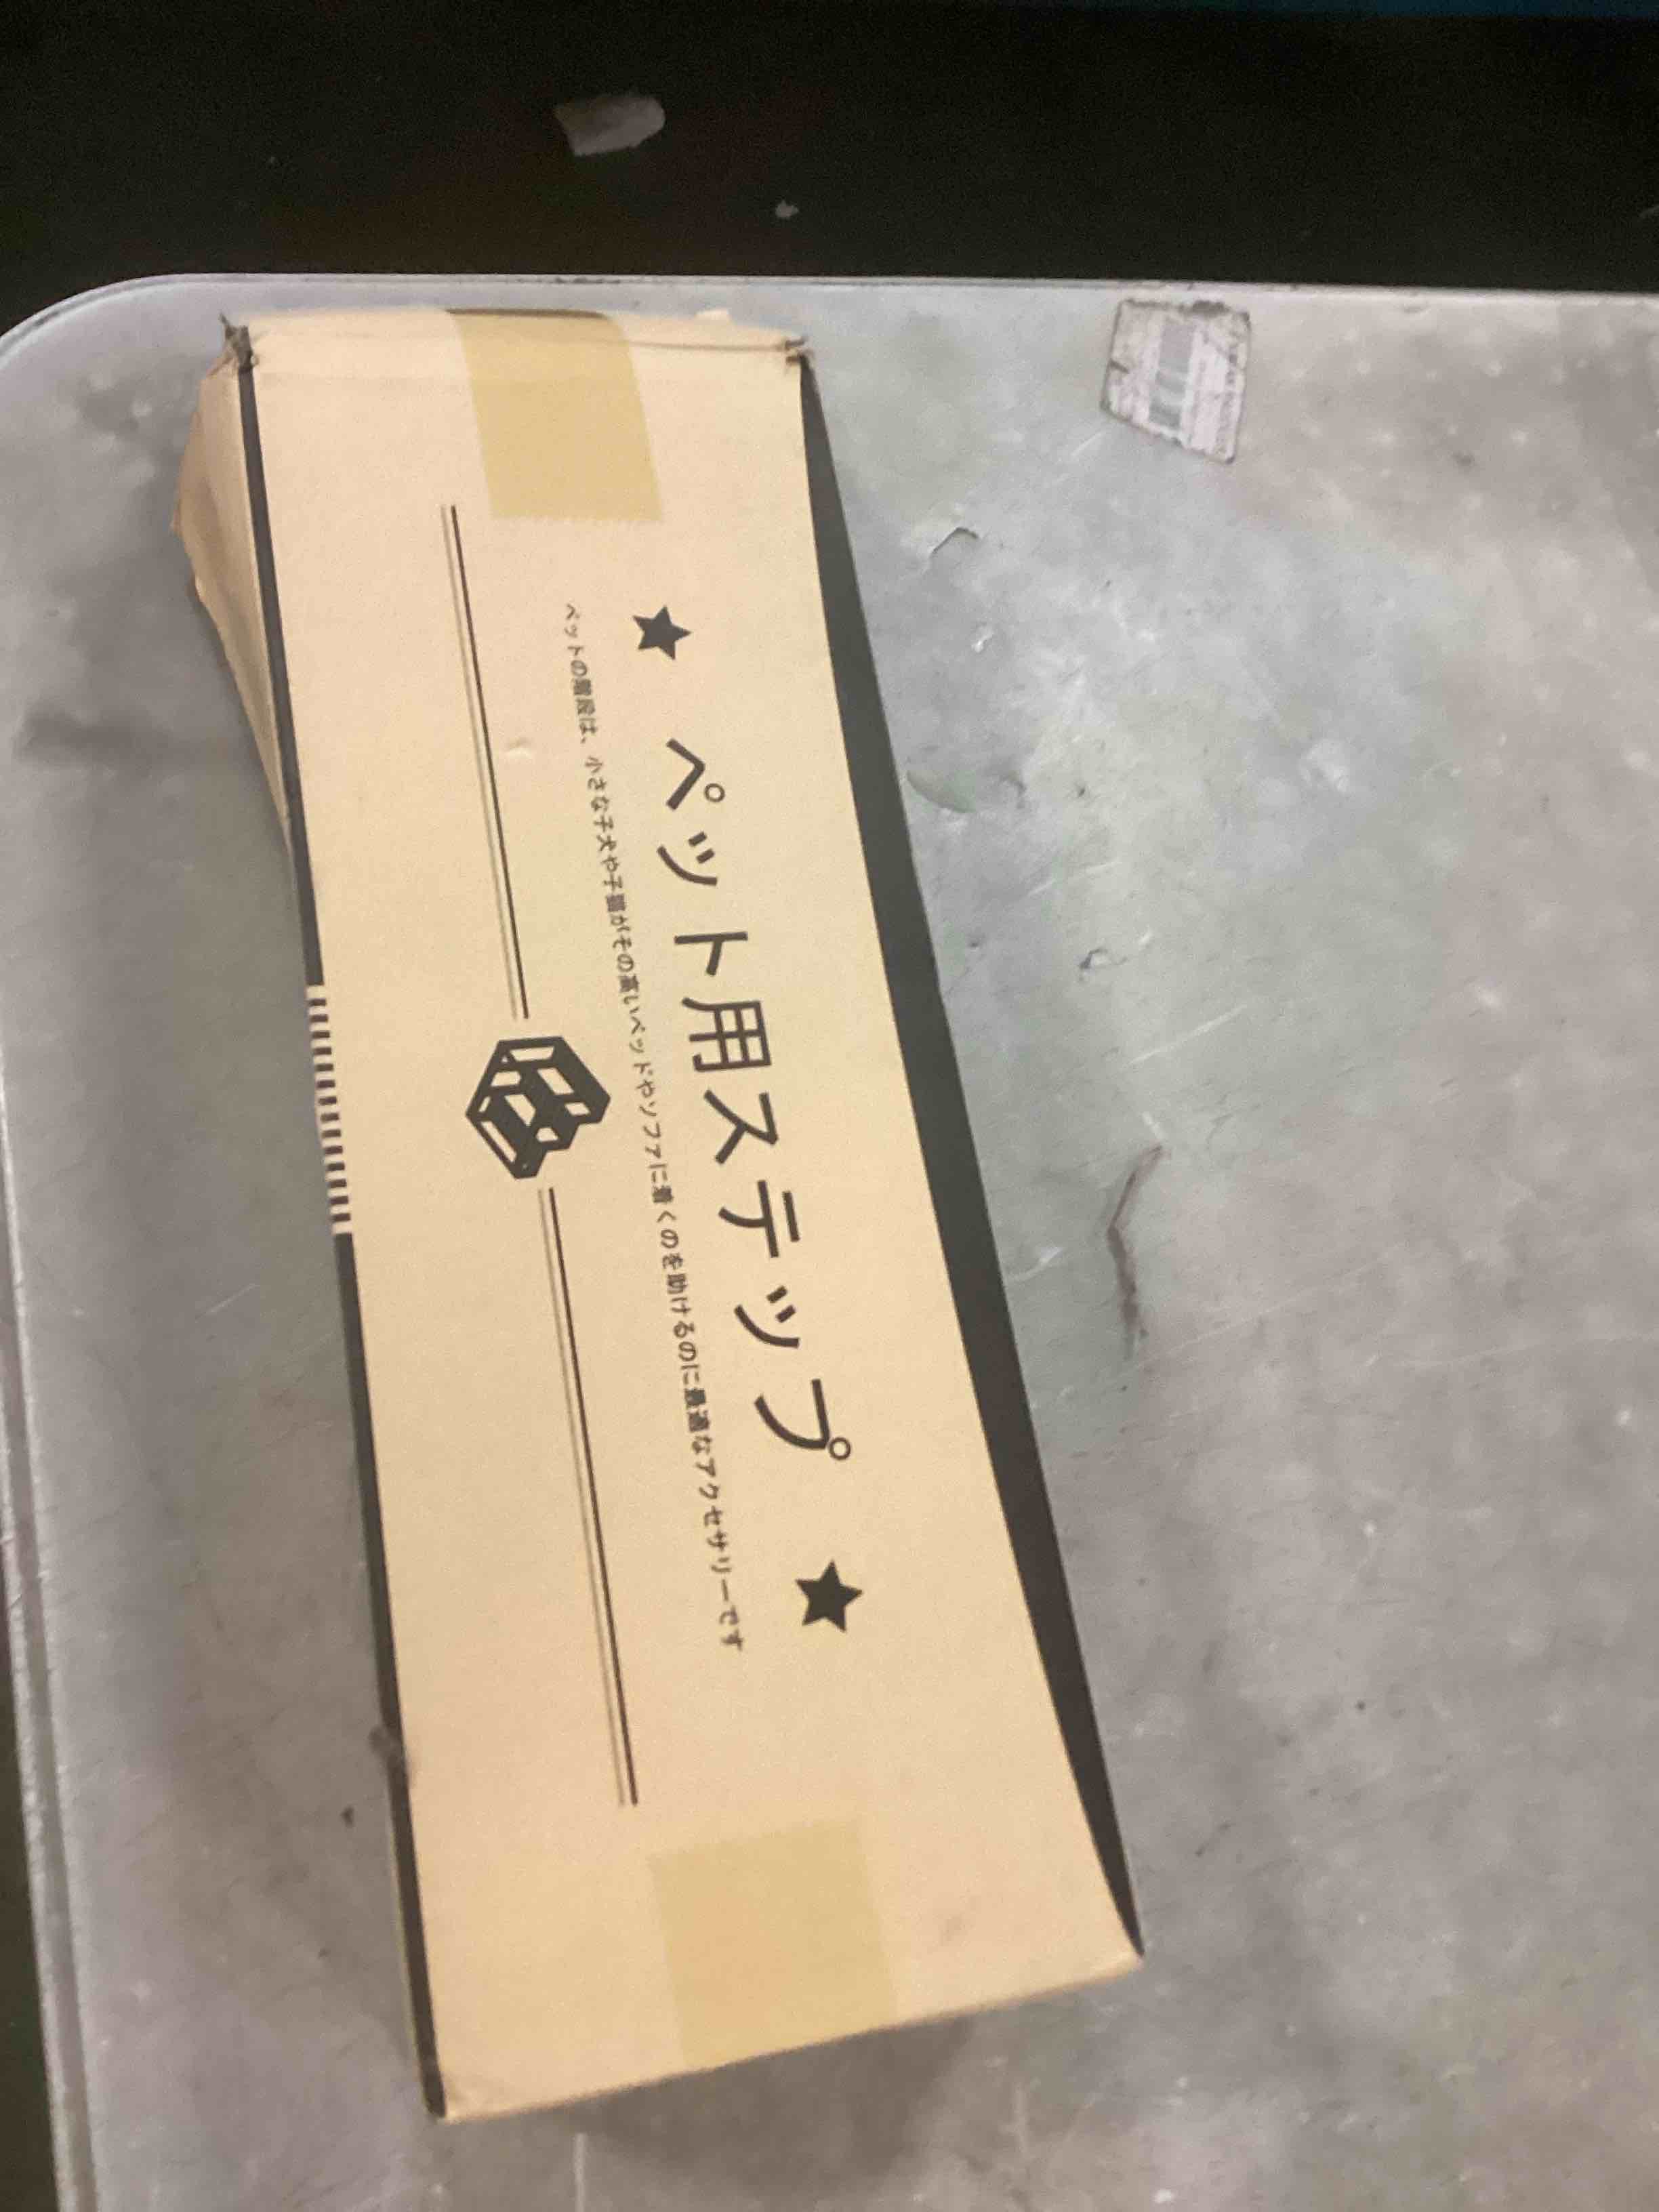 ★ ペット用ステップ ★
ペットの階段は、小さな子犬や子猫がその高いベッドやソファに着くのを助けるのに最適なアクセサリーです